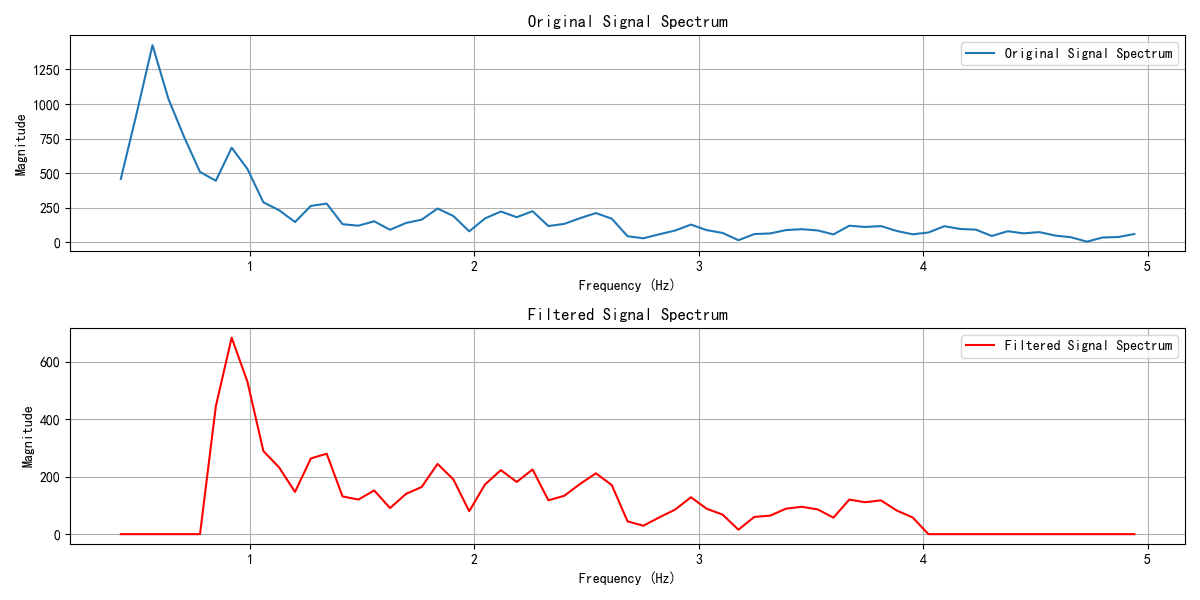 Original Signal Spectrum
Original Signal Spectrum
Magnitude
1250
1000
750
500
250
0
1 2 3 4 5
Frequency (Hz)
Filtered Signal Spectrum
Filtered Signal Spectrum
Magnitude
600
400
200
0
1 2 3 4 5
Frequency (Hz)